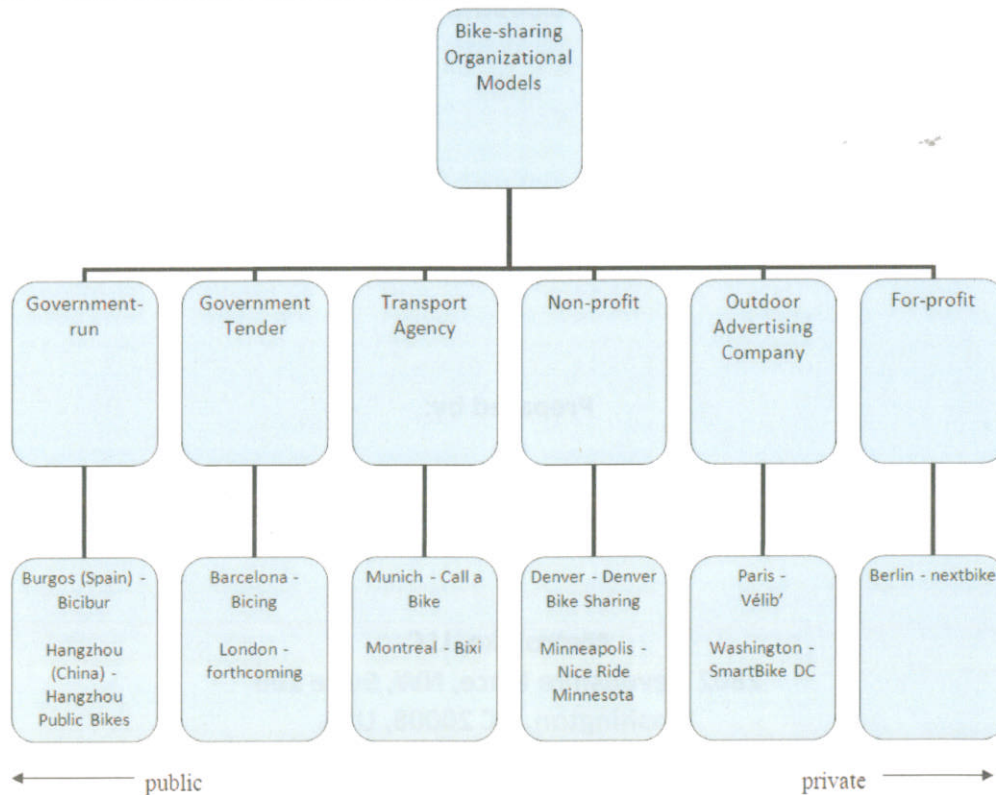 Bike-sharing
Organizational
Models
Government-
run
Government
Tender
Transport
Agency
Non-profit
Outdoor
Advertising
Company
For-profit
Burgos (Spain) -
Bicibur
Hangzhou
(China) -
Hangzhou
Public Bikes
Barcelona -
Bicing
London -
forthcoming
Munich - Call a
Bike
Montreal - Bixi
Denver - Denver
Bike Sharing
Minneapolis -
Nice Ride
Minnesota
Paris -
Vélib'
Washington -
SmartBike DC
Berlin - nextbike
Prepared by:
public
private